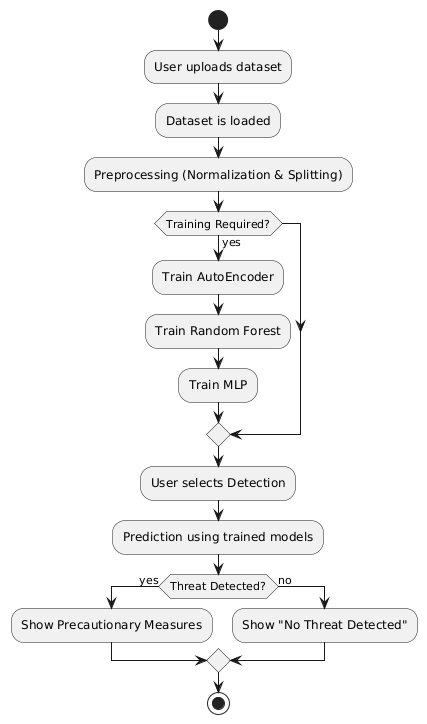 User uploads dataset
Dataset is loaded
Preprocessing (Normalization & Splitting)
Training Required?
yes
Train AutoEncoder
Train Random Forest
Train MLP
User selects Detection
Prediction using trained models
yes
Threat Detected?
no
Show Precautionary Measures
Show "No Threat Detected"